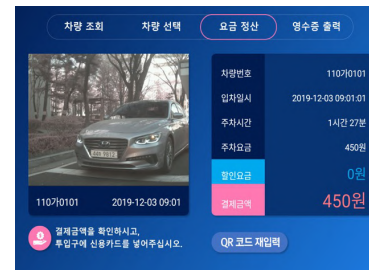 차량 조회
차량 선택
요금 정산
영수증 출력
110가0101
2019-12-03 09:01
차량번호 110가0101
입차일시 2019-12-03 09:01:01
주차시간 1시간 27분
주차요금 450원
할인요금 0원
결제금액 450원
결제금액을 확인하시고,
투입구에 신용카드를 넣어주십시오.
QR 코드 재입력